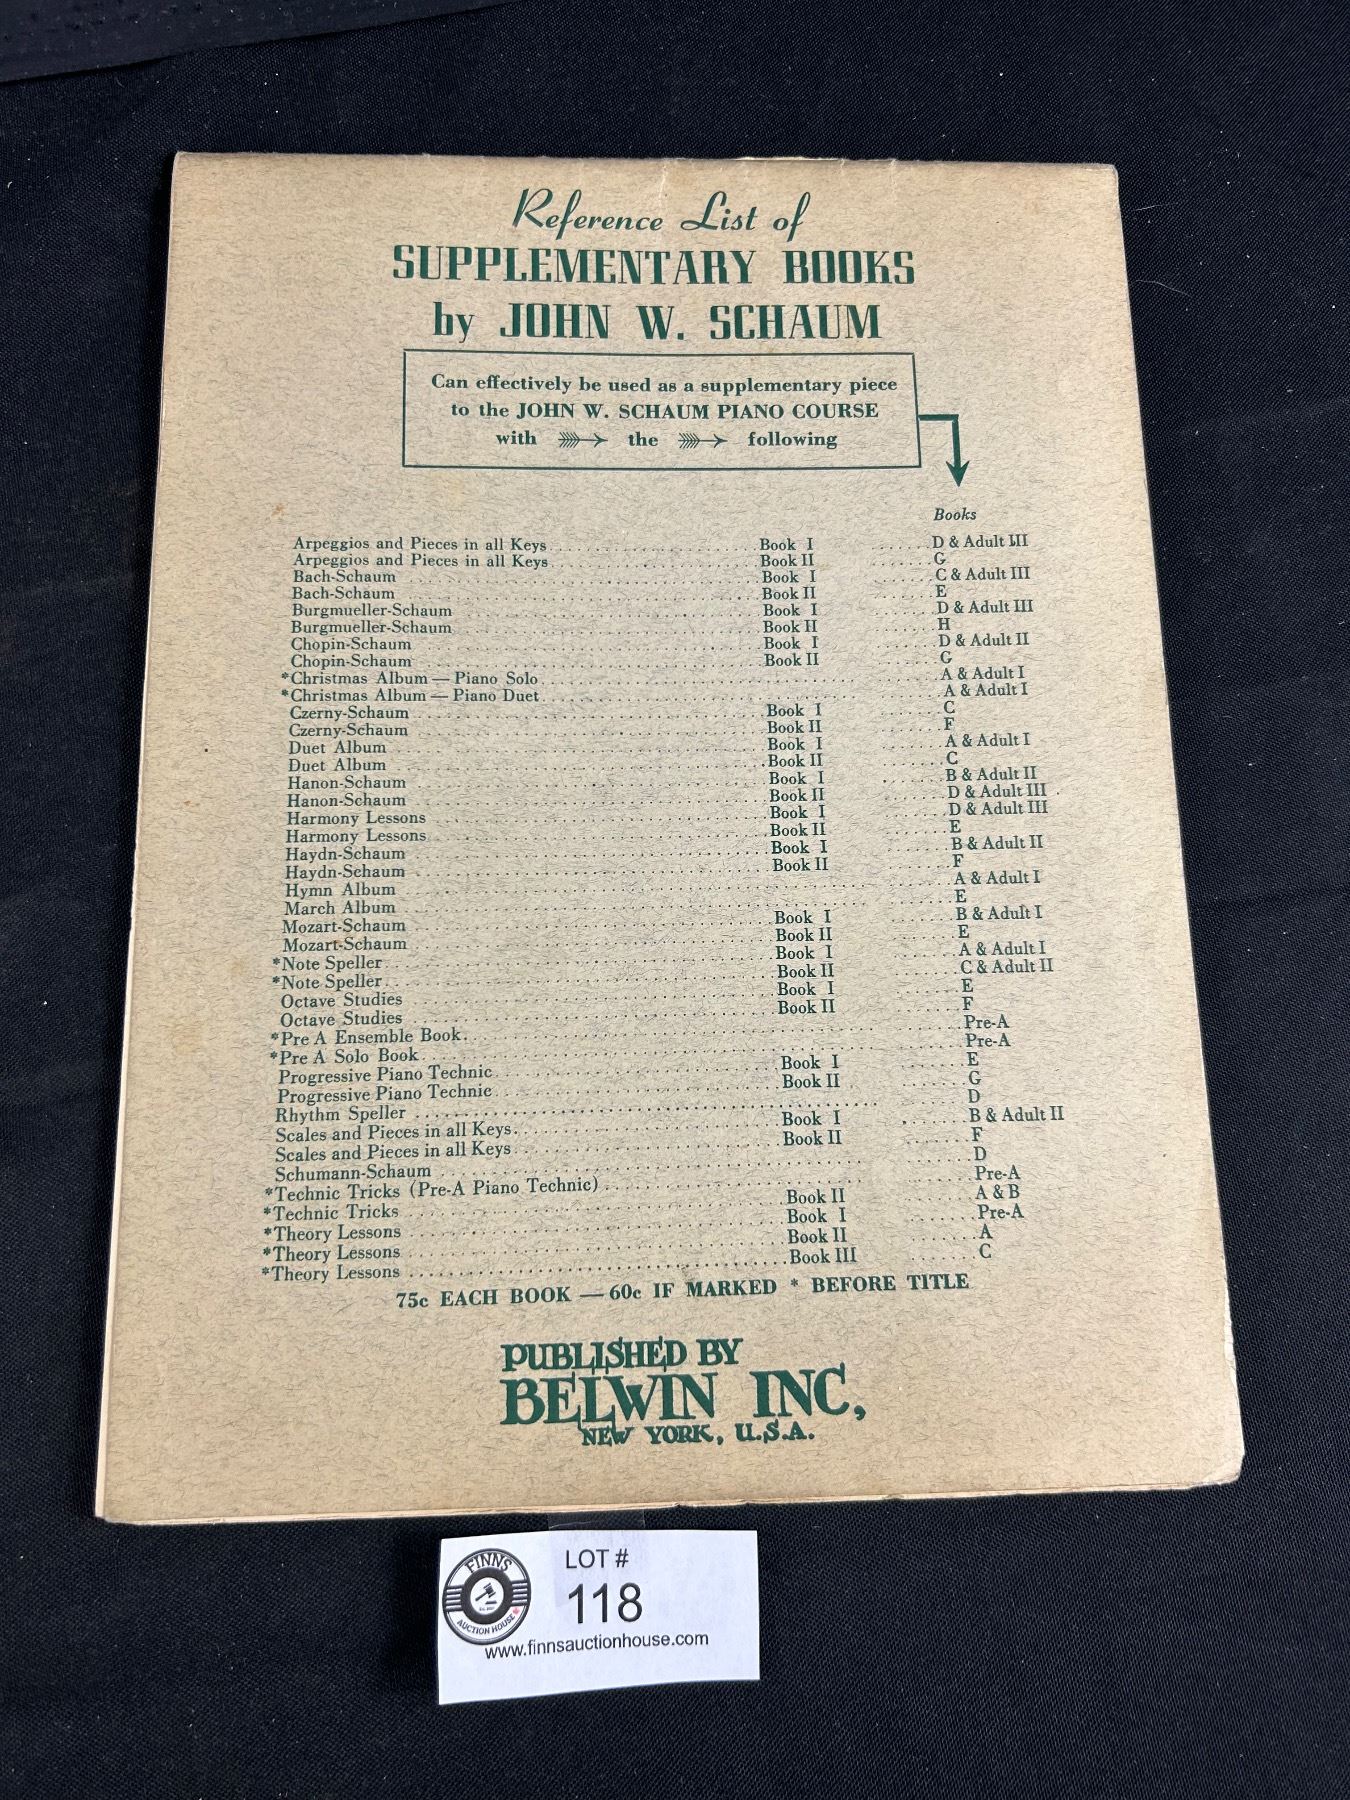 Reference List of
SUPPLEMENTARY BOOKS
by JOHN W. SCHAUM
Can effectively be used as a supplementary piece
to the JOHN W. SCHAUM PIANO COURSE
with the following
Books
Arpeggios and Pieces in all Keys Book I D & Adult III
Arpeggios and Pieces in all Keys Book II G
Bach-Schaum Book I C & Adult III
Bach-Schaum Book II E
Burgmueller-Schaum Book I D & Adult III
Burgmueller-Schaum Book II H
Chopin-Schaum Book I D & Adult II
Chopin-Schaum Book II G
*Christmas Album — Piano Solo A & Adult I
*Christmas Album — Piano Duet A & Adult I
Czerny-Schaum Book I C
Czerny-Schaum Book II F
Duet Album Book I A & Adult I
Duet Album Book II C
Hanon-Schaum Book I B & Adult II
Hanon-Schaum Book II D & Adult III
Harmony Lessons Book I D & Adult III
Harmony Lessons Book II E
Haydn-Schaum Book I B & Adult II
Haydn-Schaum Book II F
Hymn Album A & Adult I
March Album E
Mozart-Schaum Book I B & Adult I
Mozart-Schaum Book II E
*Note Speller Book I A & Adult I
*Note Speller Book II C & Adult II
Octave Studies Book I E
Octave Studies Book II F
*Pre A Ensemble Book Pre-A
*Pre A Solo Book Pre-A
Progressive Piano Technic Book I E
Progressive Piano Technic Book II G
Rhythm Speller D
Scales and Pieces in all Keys Book I B & Adult II
Scales and Pieces in all Keys Book II F
Schumann-Schaum D
*Technic Tricks (Pre-A Piano Technic) Pre-A
*Technic Tricks Book II A & B
*Theory Lessons Book I Pre-A
*Theory Lessons Book II A
*Theory Lessons Book III C
75c EACH BOOK — 60c IF MARKED * BEFORE TITLE
PUBLISHED BY
BELWIN INC,
NEW YORK, U.S.A.
FINNS
AUCTION HOUSE
LOT #
118
www.finnsauctionhouse.com